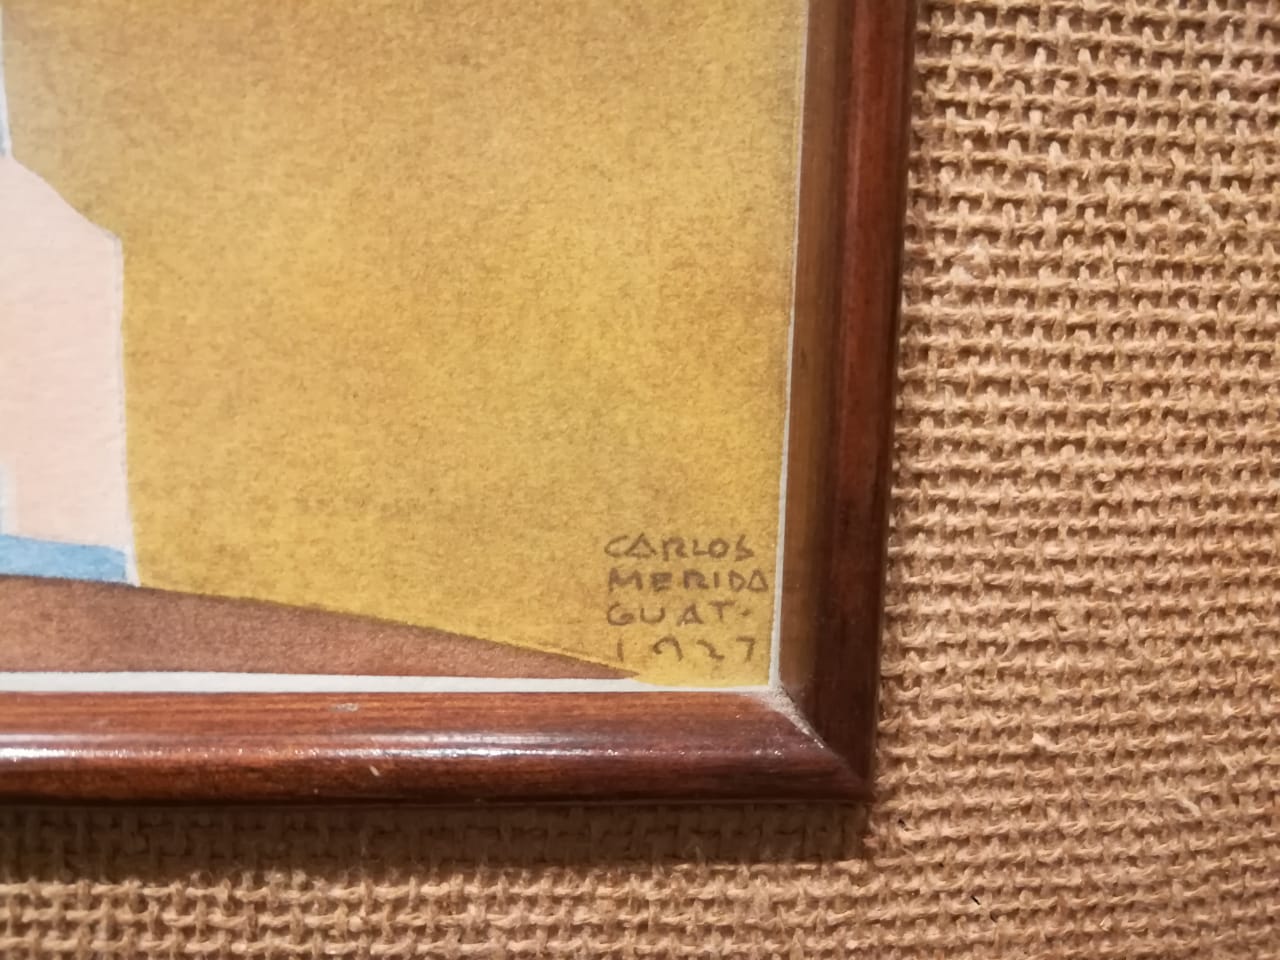 CARLOS
MERIDA
GUAT.
1927